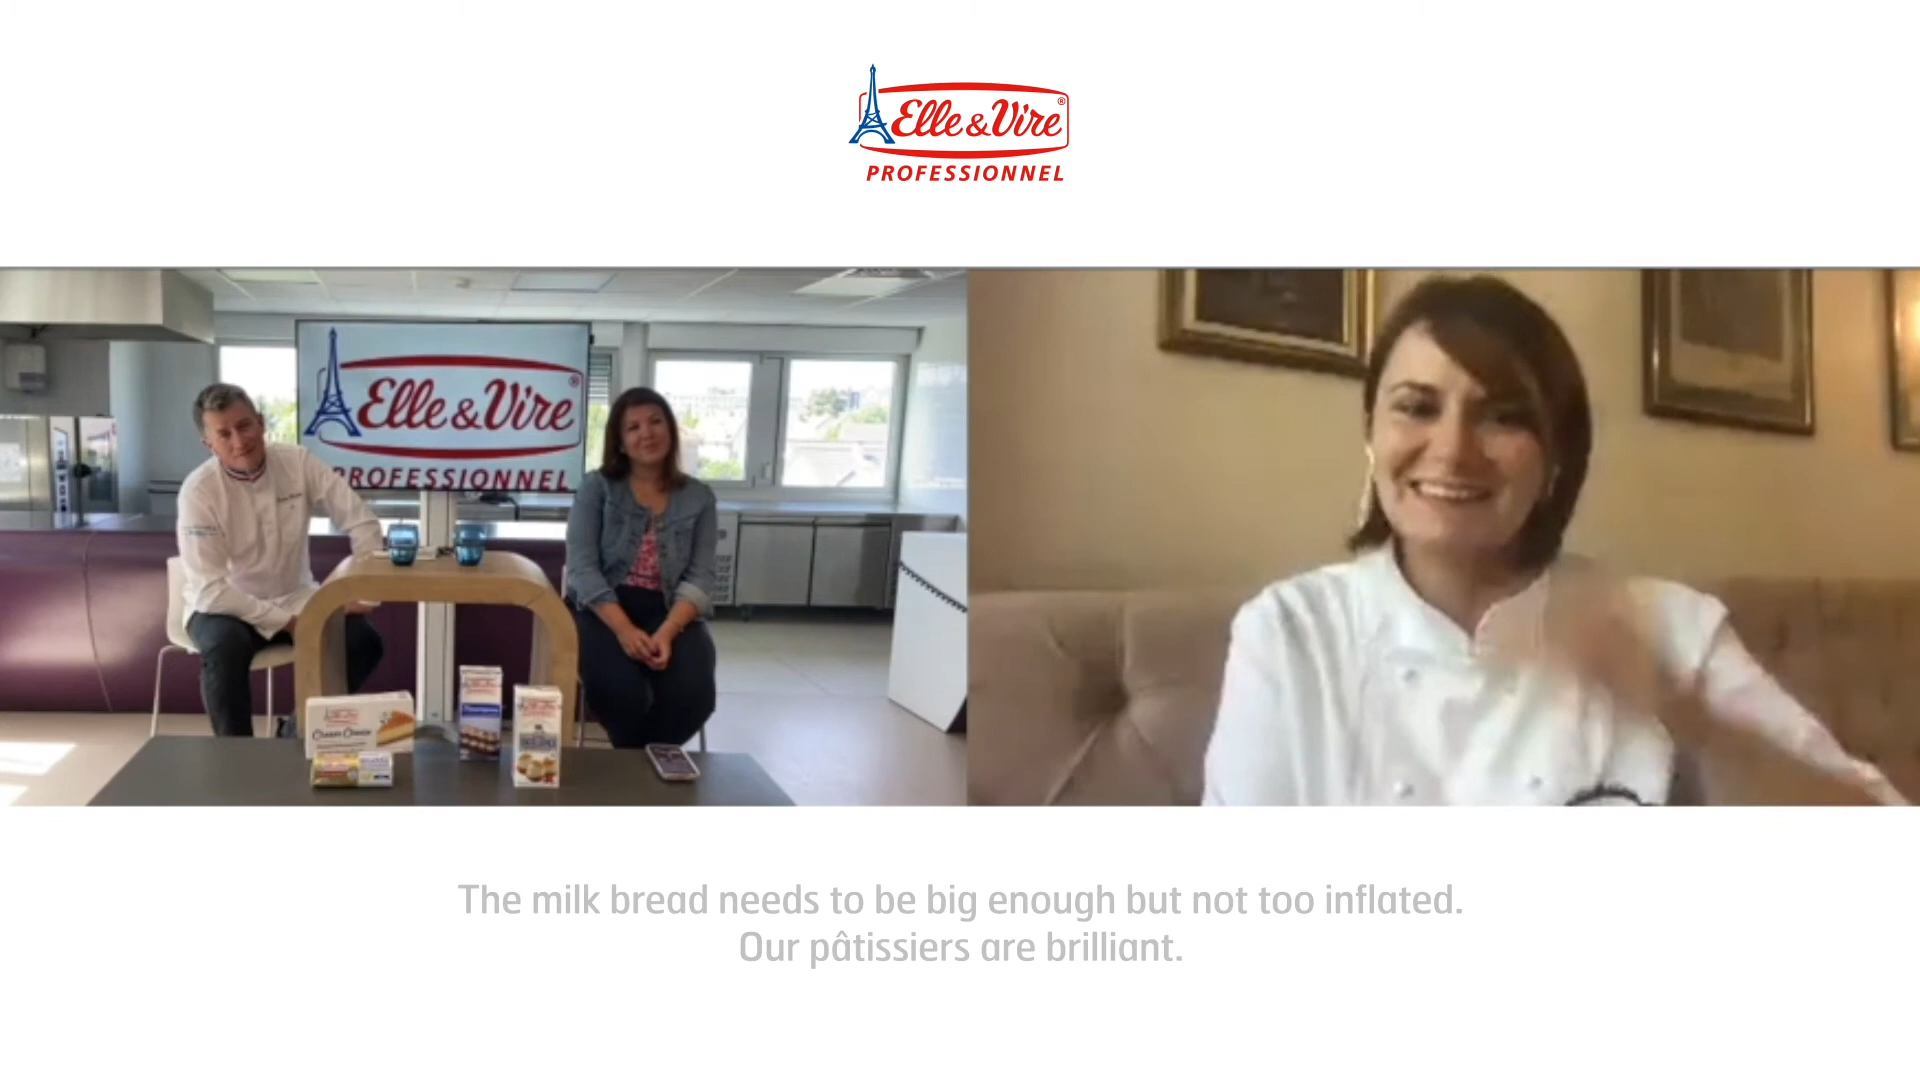 Elle & Vire®
PROFESSIONNEL
Elle & Vire®
PROFESSIONNEL
Cream Cheese
The milk bread needs to be big enough but not too inflated.
Our pâtissiers are brilliant.